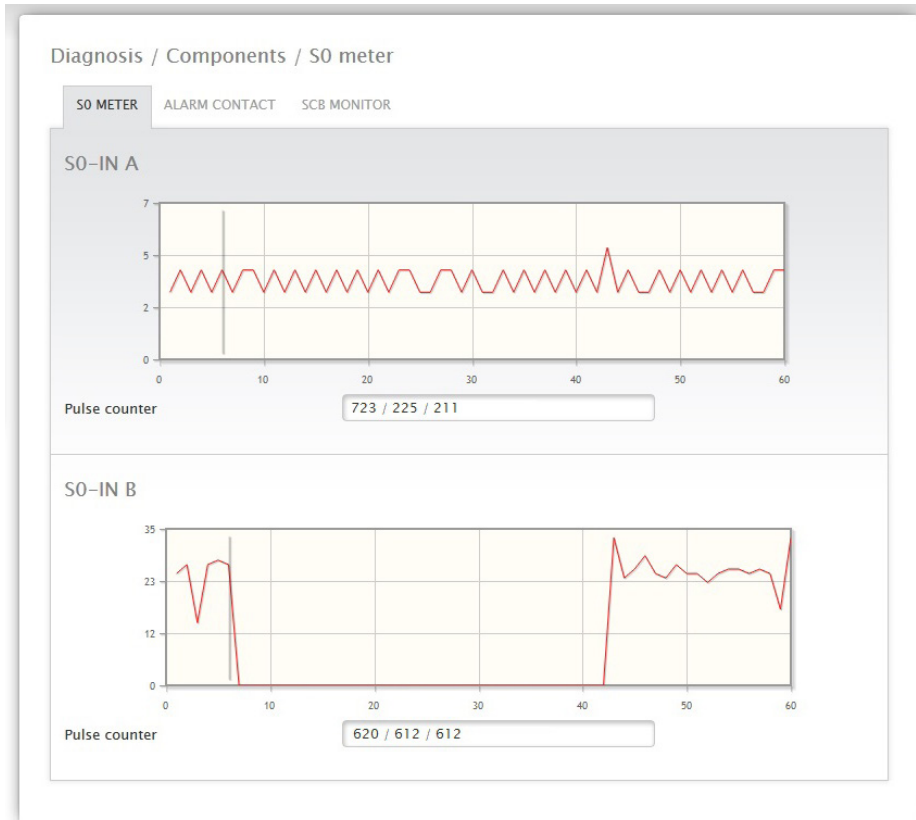 Diagnosis / Components / S0 meter
S0 METER ALARM CONTACT SCB MONITOR
S0-IN A
7
5
2
0
0 10 20 30 40 50 60
Pulse counter 723 / 225 / 211
S0-IN B
35
23
12
0
0 10 20 30 40 50 60
Pulse counter 620 / 612 / 612